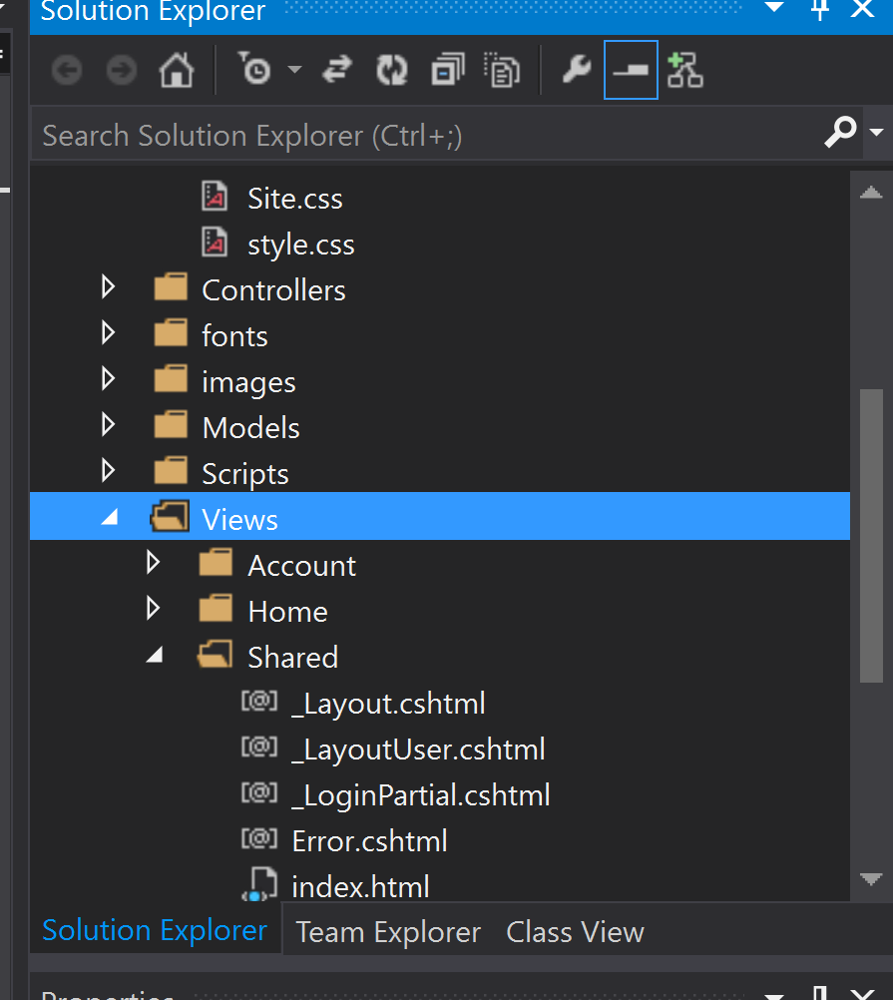 Solution Explorer
Search Solution Explorer (Ctrl+;)
Site.css
style.css
Controllers
fonts
images
Models
Scripts
Views
Account
Home
Shared
[@] _Layout.cshtml
[@] _LayoutUser.cshtml
[@] _LoginPartial.cshtml
[@] Error.cshtml
index.html
Solution Explorer Team Explorer Class View
Properties